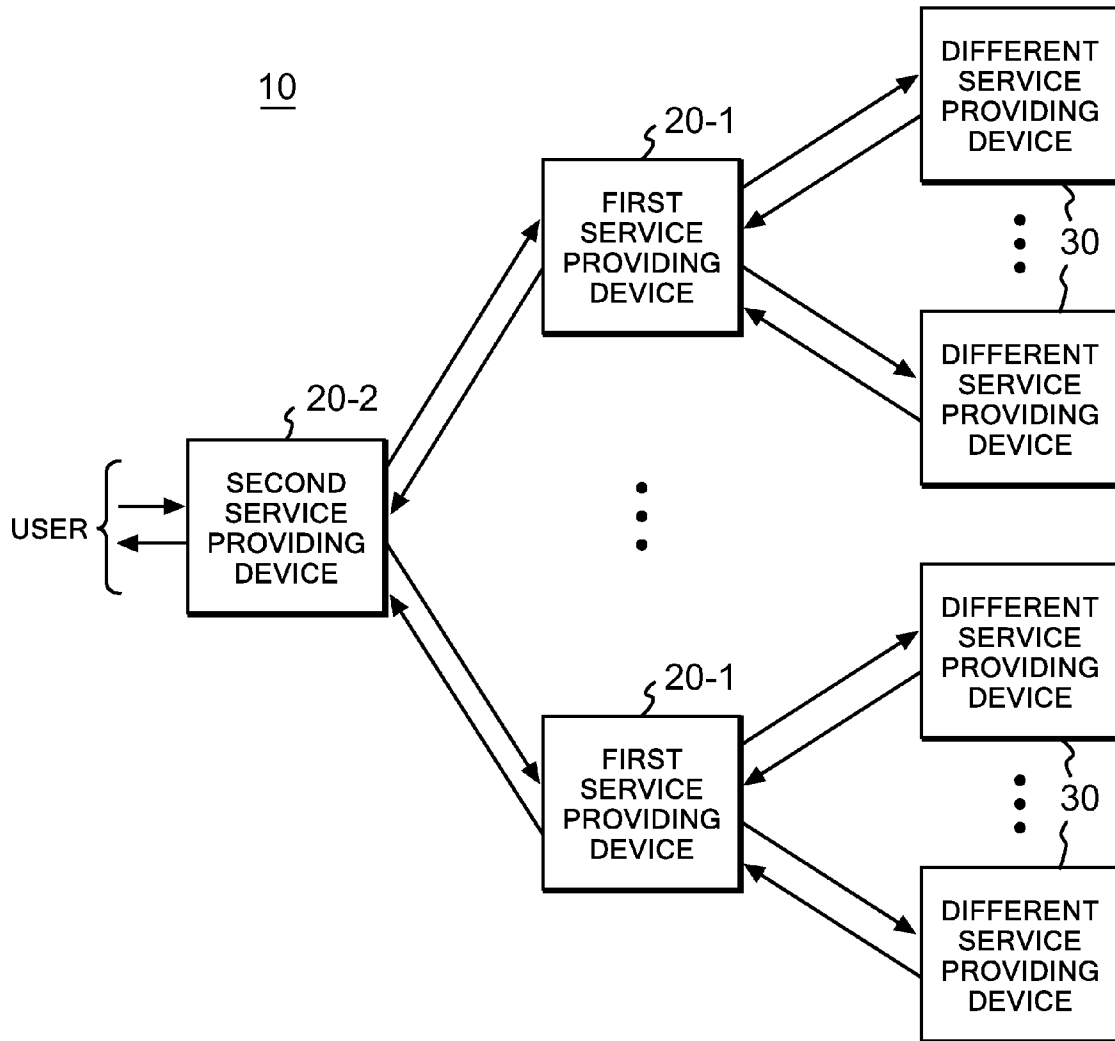 10
USER
20-2
SECOND
SERVICE
PROVIDING
DEVICE
20-1
FIRST
SERVICE
PROVIDING
DEVICE
20-1
FIRST
SERVICE
PROVIDING
DEVICE
DIFFERENT
SERVICE
PROVIDING
DEVICE
30
DIFFERENT
SERVICE
PROVIDING
DEVICE
DIFFERENT
SERVICE
PROVIDING
DEVICE
30
DIFFERENT
SERVICE
PROVIDING
DEVICE